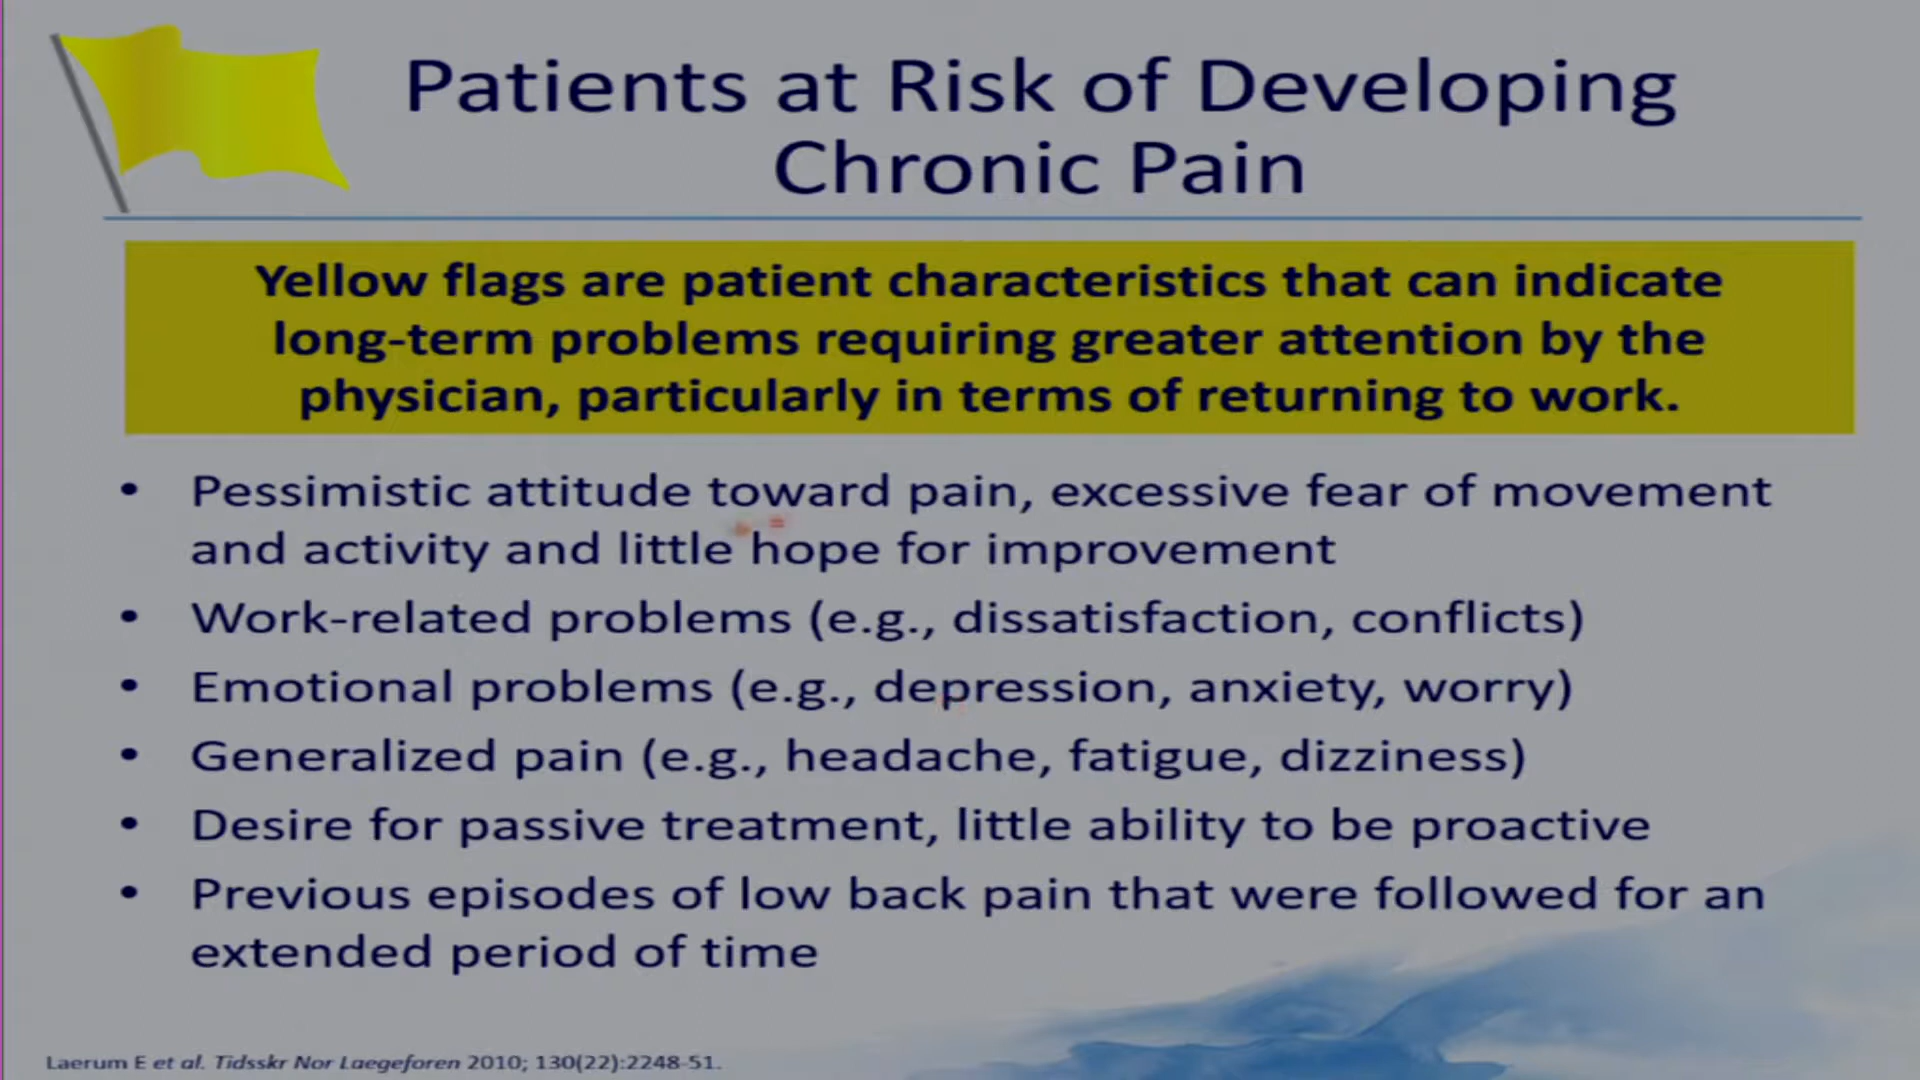 Patients at Risk of Developing
Chronic Pain
Yellow flags are patient characteristics that can indicate
long-term problems requiring greater attention by the
physician, particularly in terms of returning to work.
• Pessimistic attitude toward pain, excessive fear of movement
and activity and little hope for improvement
• Work-related problems (e.g., dissatisfaction, conflicts)
• Emotional problems (e.g., depression, anxiety, worry)
• Generalized pain (e.g., headache, fatigue, dizziness)
• Desire for passive treatment, little ability to be proactive
• Previous episodes of low back pain that were followed for an
extended period of time
Laerum E et al. Tidsskr Nor Laegeforen 2010; 130(22):2248-51.